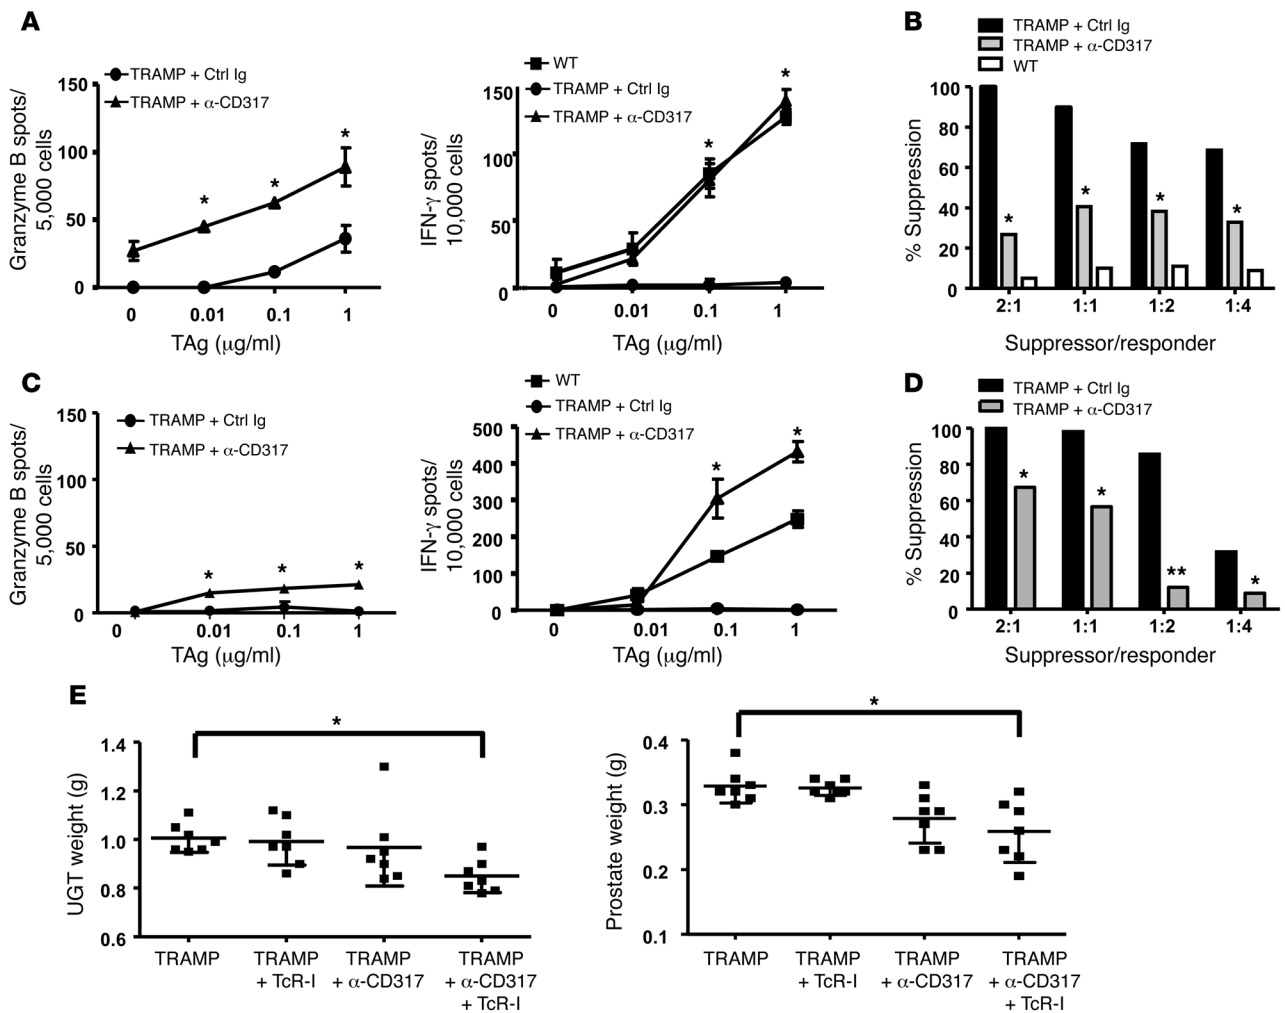 A
TRAMP + Ctrl Ig
TRAMP + α-CD317
Granzyme B spots/
5,000 cells
150
100
50
0
*
*
*
0
0.01
0.1
1
TAg (μg/ml)
WT
TRAMP + Ctrl Ig
TRAMP + α-CD317
IFN-γ spots/
10,000 cells
150
100
50
0
*
*
0
0.01
0.1
1
TAg (μg/ml)
B
TRAMP + Ctrl Ig
TRAMP + α-CD317
WT
% Suppression
100
80
60
40
20
0
*
*
*
*
2:1
1:1
1:2
1:4
Suppressor/responder
C
TRAMP + Ctrl Ig
TRAMP + α-CD317
Granzyme B spots/
5,000 cells
150
100
50
0
*
*
*
0
0.01
0.1
1
TAg (μg/ml)
WT
TRAMP + Ctrl Ig
TRAMP + α-CD317
IFN-γ spots/
10,000 cells
500
400
300
200
100
0
*
*
0
0.01
0.1
1
TAg (μg/ml)
D
TRAMP + Ctrl Ig
TRAMP + α-CD317
% Suppression
100
80
60
40
20
0
*
*
**
*
2:1
1:1
1:2
1:4
Suppressor/responder
E
*
UGT weight (g)
1.4
1.2
1.0
0.8
0.6
TRAMP
TRAMP
+ TcR-I
TRAMP
+ α-CD317
TRAMP
+ α-CD317
+ TcR-I
*
Prostate weight (g)
0.4
0.3
0.2
0.1
TRAMP
TRAMP
+ TcR-I
TRAMP
+ α-CD317
TRAMP
+ α-CD317
+ TcR-I